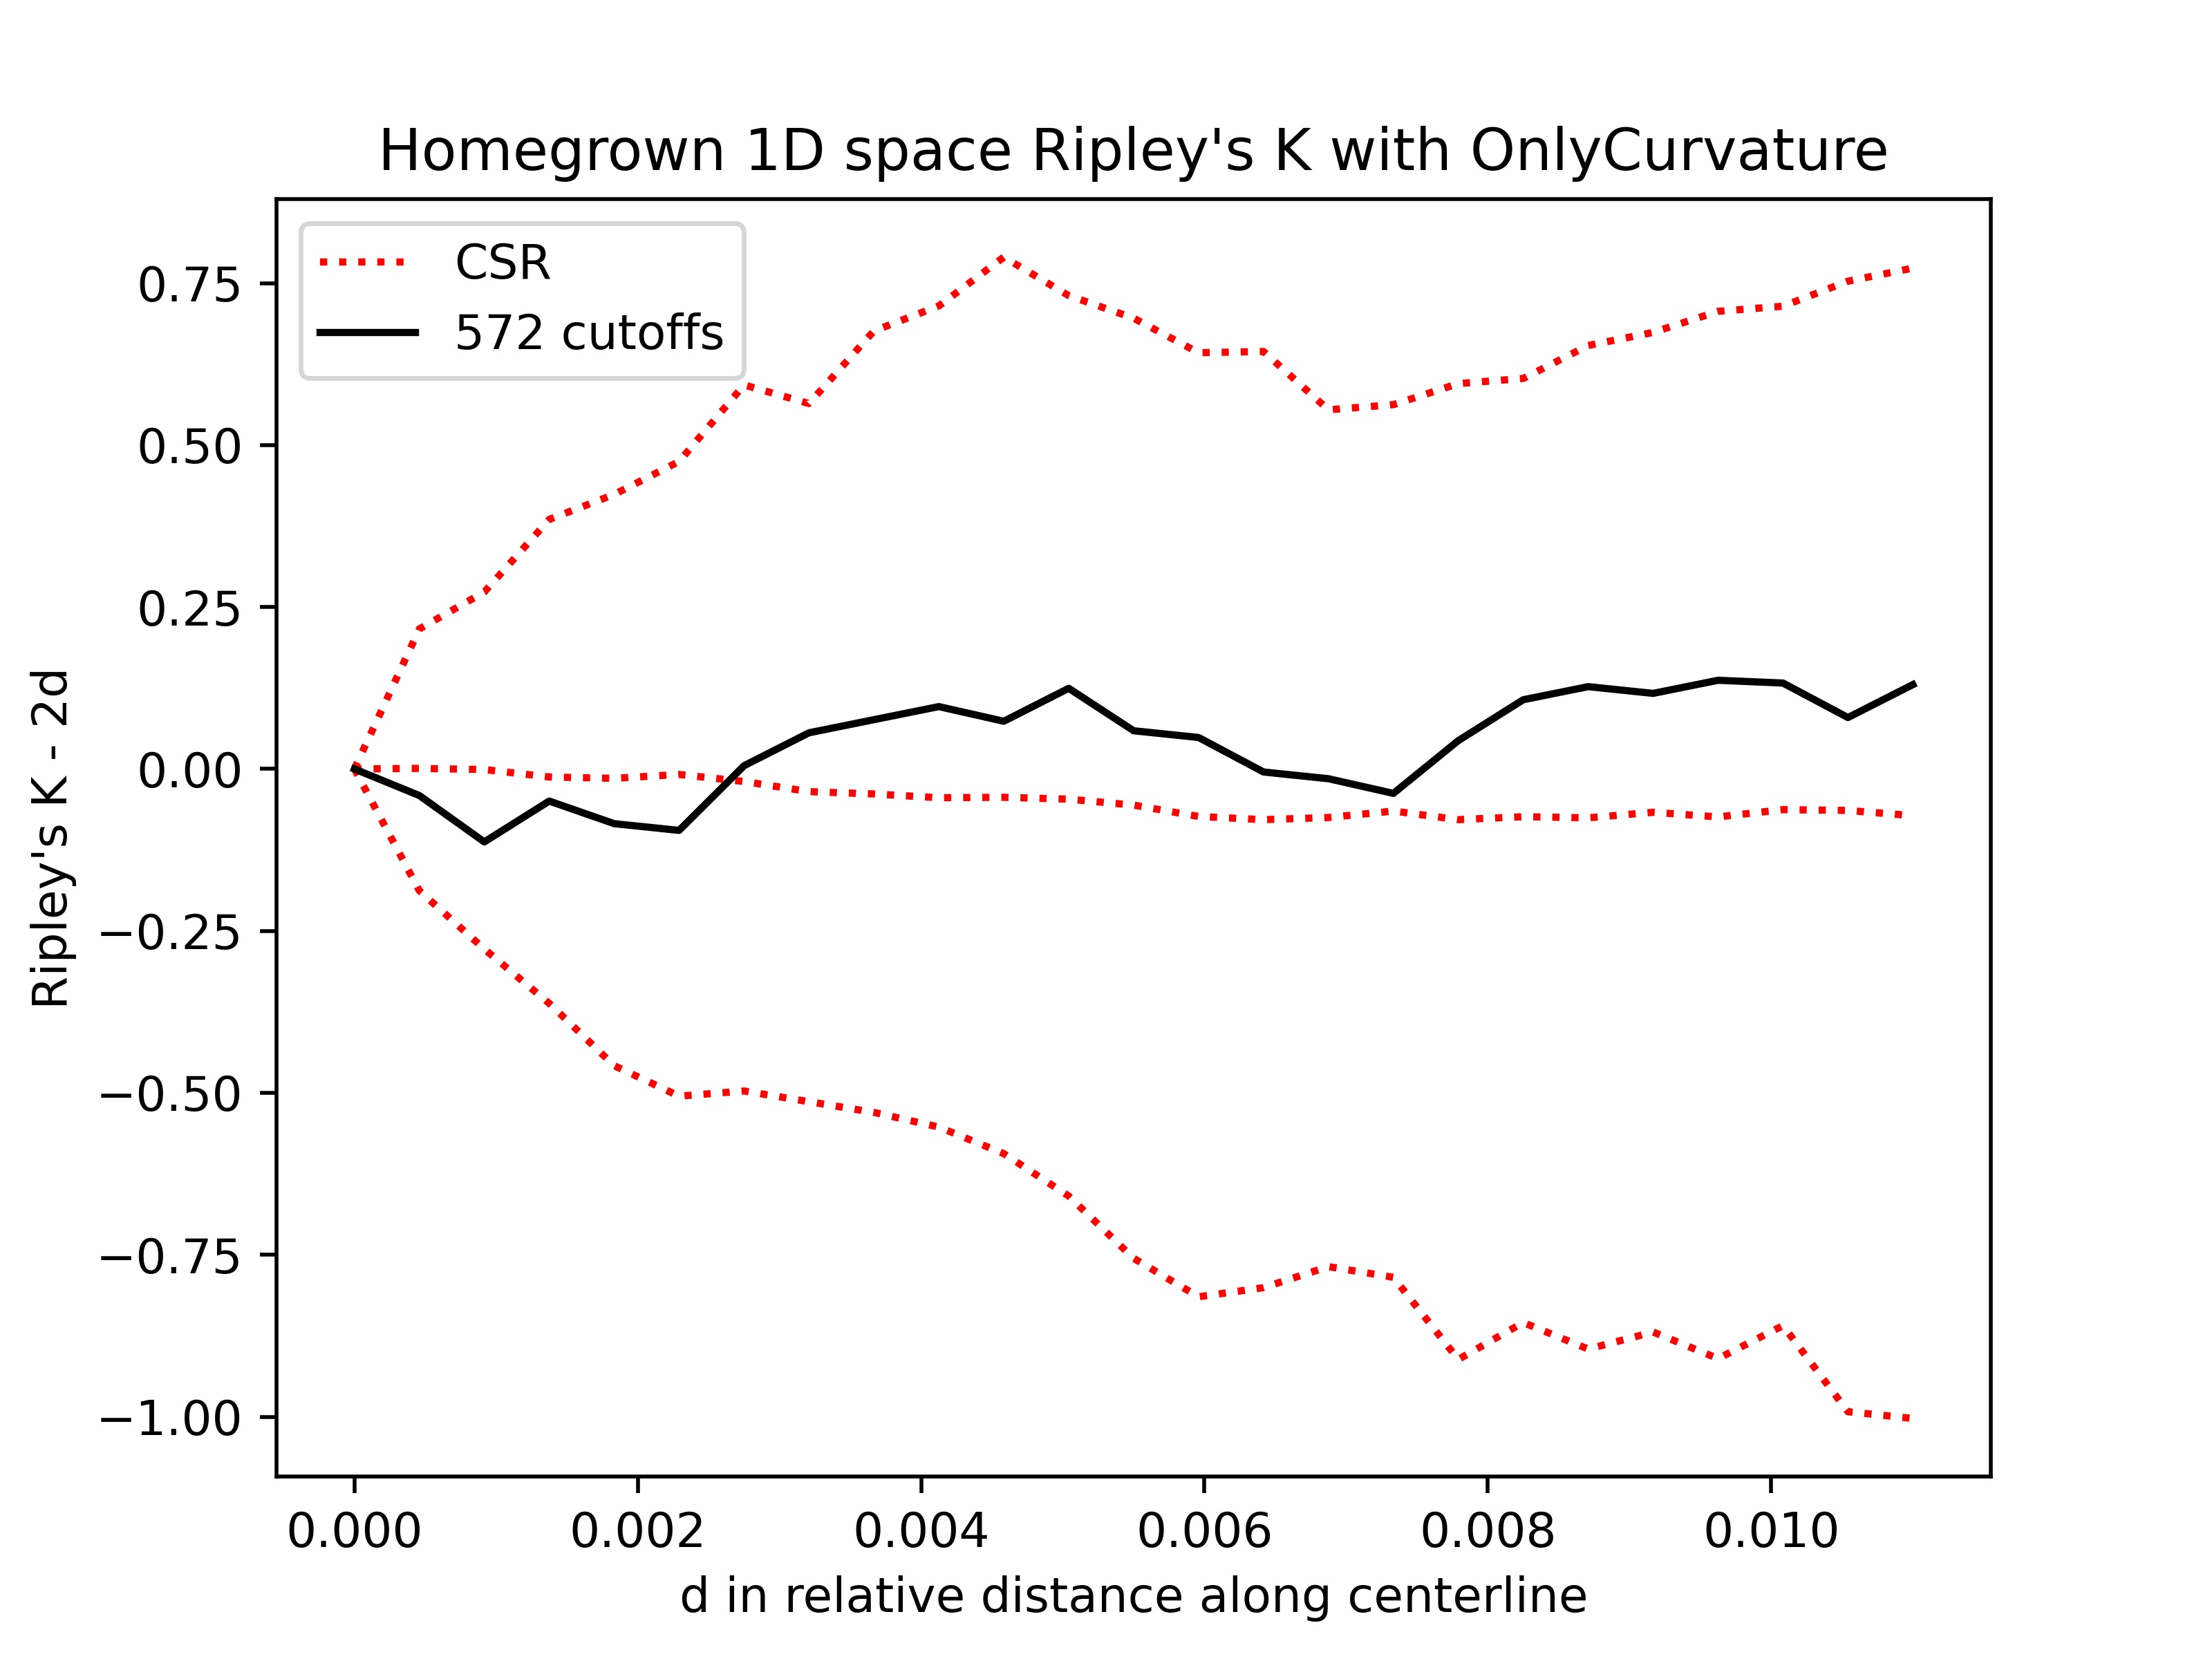 Homegrown 1D space Ripley's K with OnlyCurvature
CSR
572 cutoffs
0.75
0.50
0.25
0.00
−0.25
−0.50
−0.75
−1.00
Ripley's K - 2d
0.000 0.002 0.004 0.006 0.008 0.010
d in relative distance along centerline